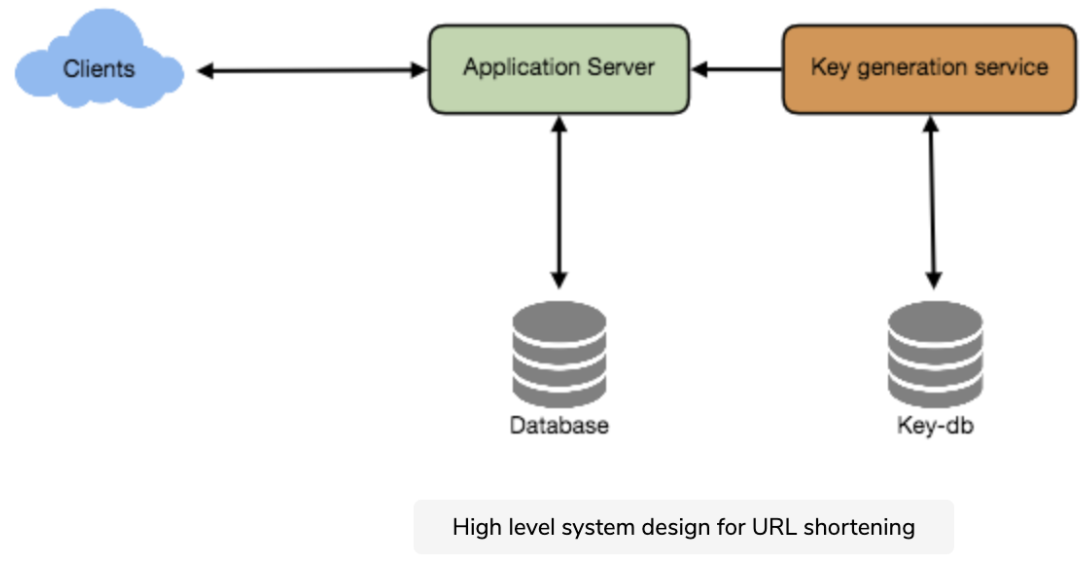 Clients
Application Server
Key generation service
Database
Key-db
High level system design for URL shortening